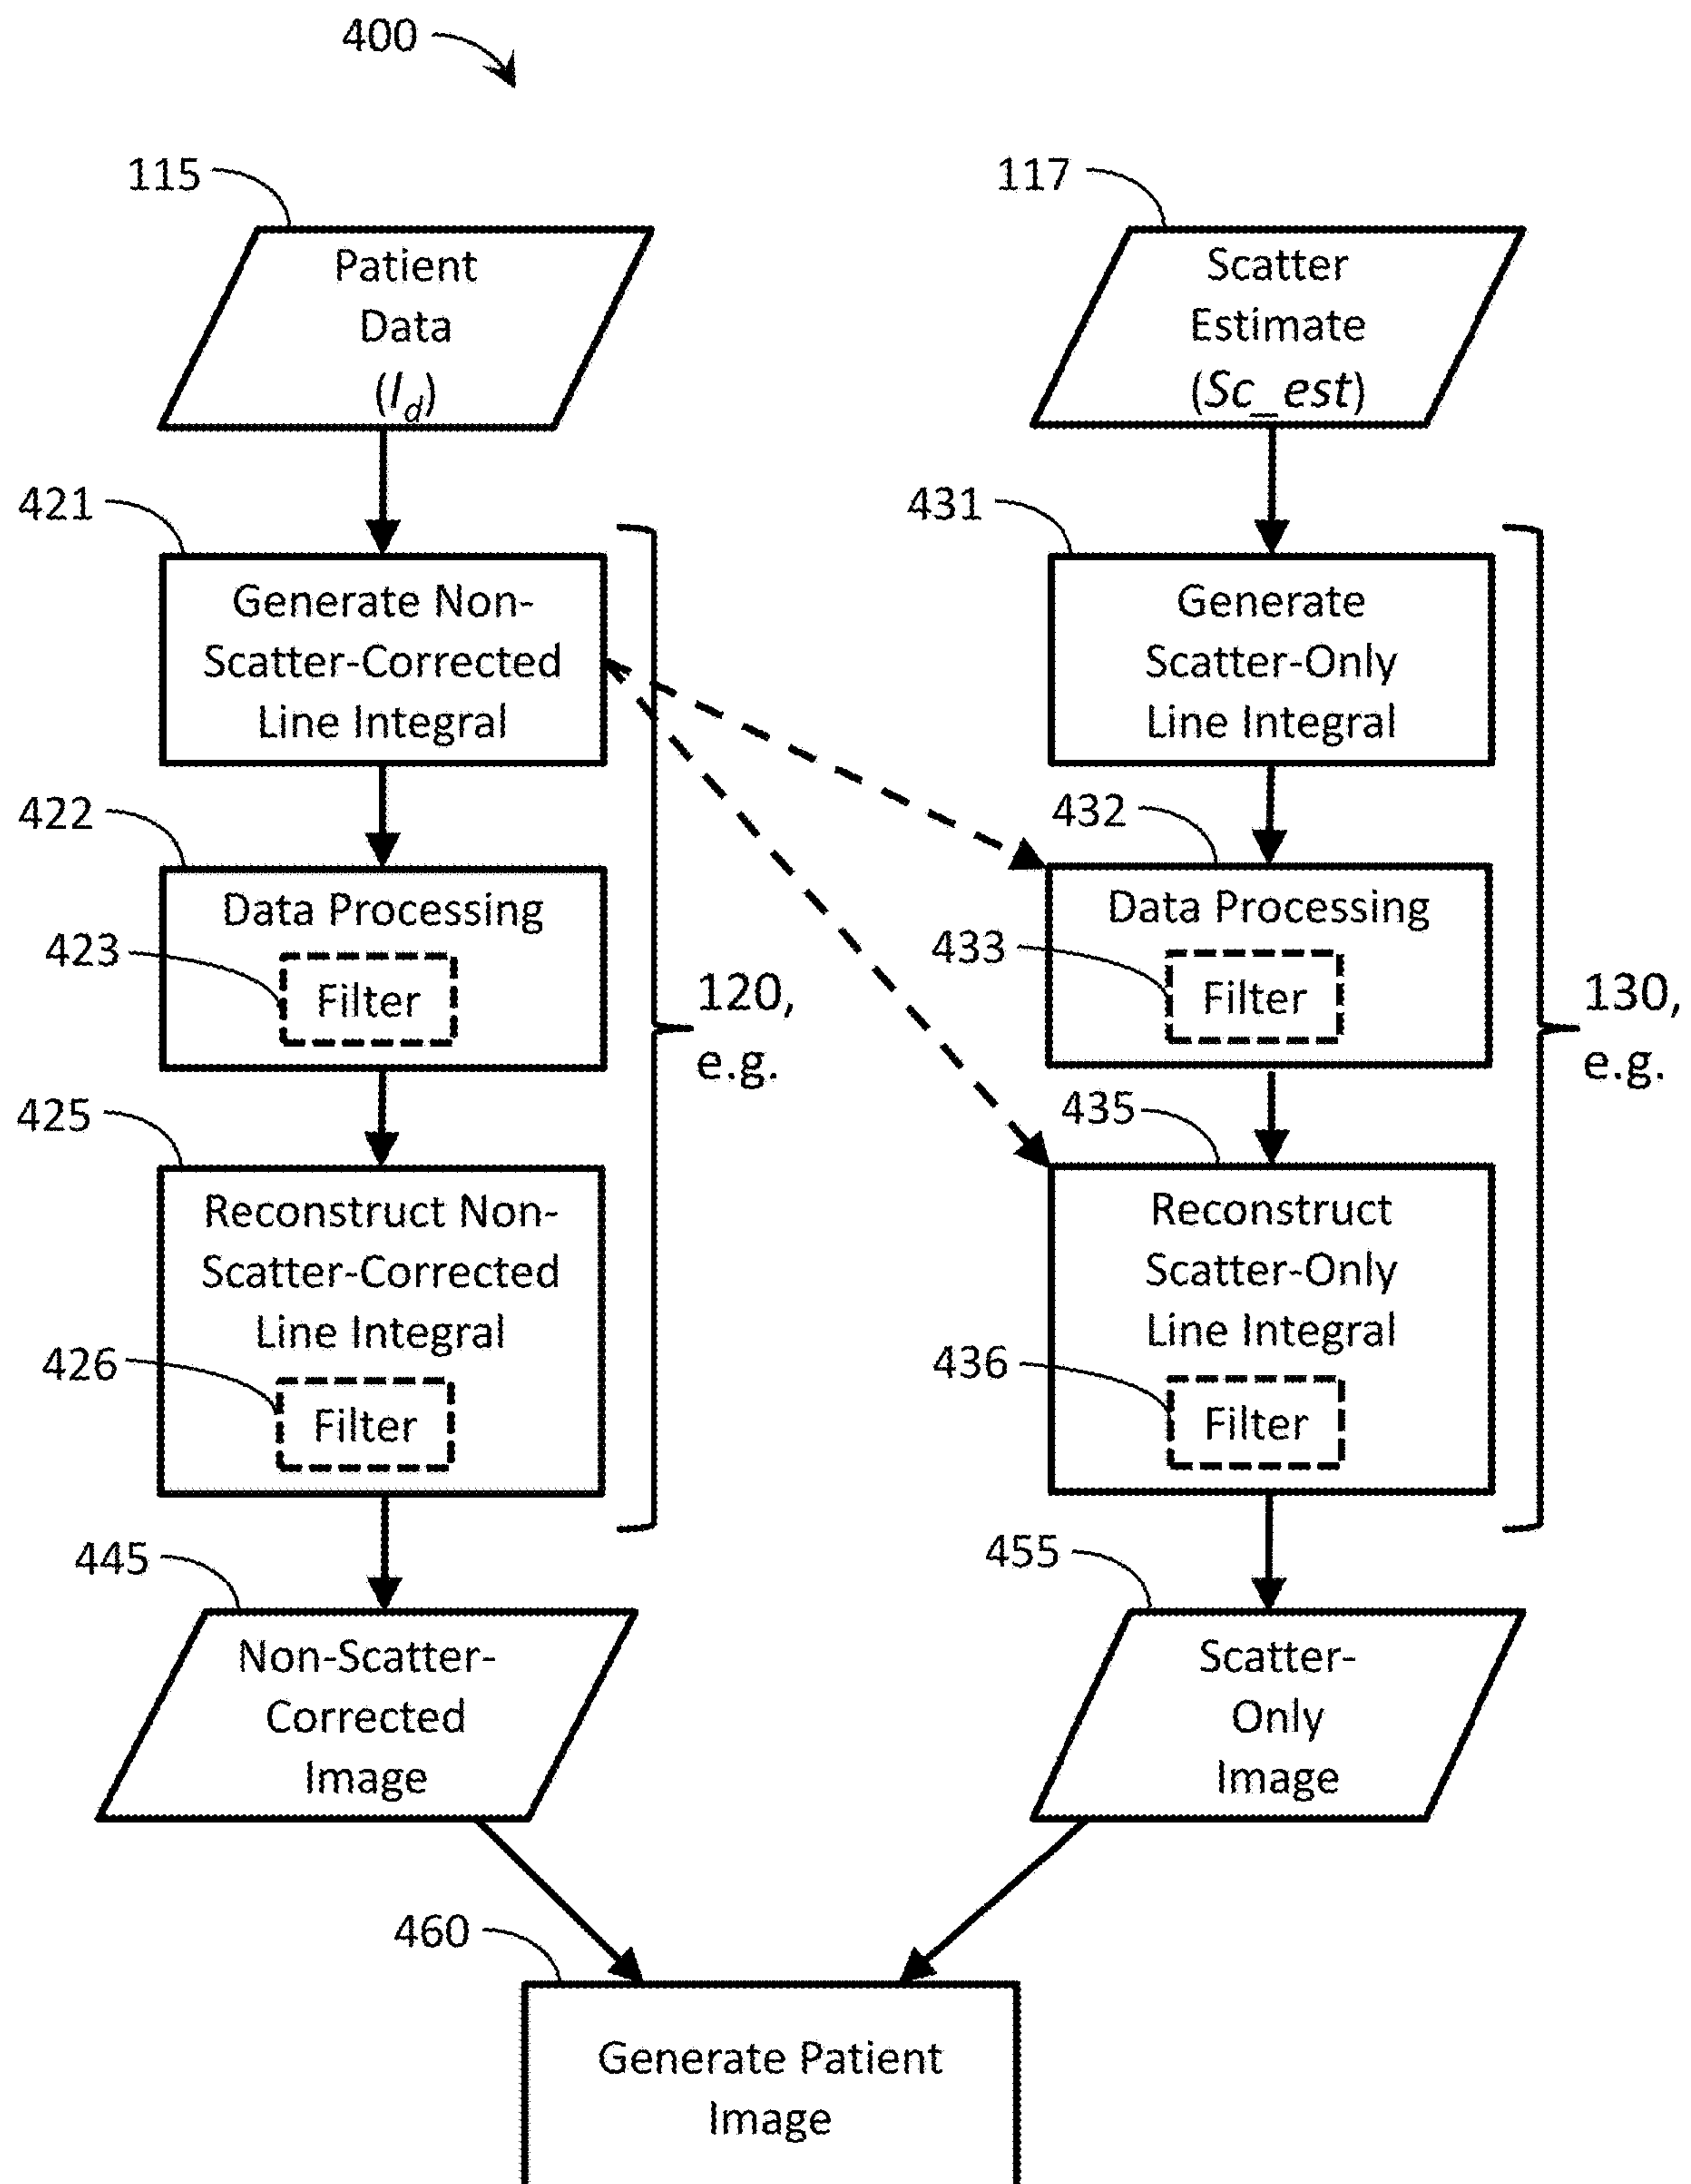 400
115
Patient
Data
(I_d)
117
Scatter
Estimate
(Sc_est)
421
Generate Non-
Scatter-Corrected
Line Integral
431
Generate
Scatter-Only
Line Integral
422
Data Processing
423
Filter
432
Data Processing
433
Filter
120,
e.g.
130,
e.g.
425
Reconstruct Non-
Scatter-Corrected
Line Integral
426
Filter
435
Reconstruct
Scatter-Only
Line Integral
436
Filter
445
Non-Scatter-
Corrected
Image
455
Scatter-
Only
Image
460
Generate Patient
Image